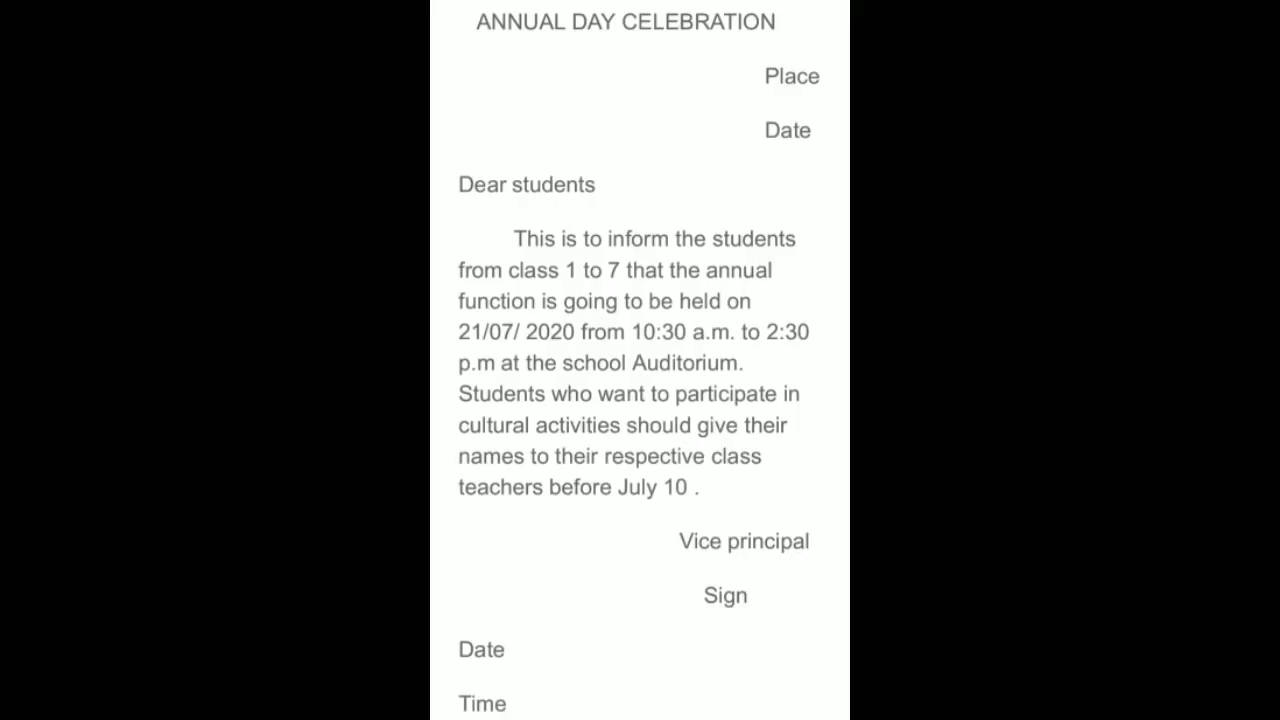 ANNUAL DAY CELEBRATION
Place
Date
Dear students
This is to inform the students
from class 1 to 7 that the annual
function is going to be held on
21/07/ 2020 from 10:30 a.m. to 2:30
p.m at the school Auditorium.
Students who want to participate in
cultural activities should give their
names to their respective class
teachers before July 10 .
Vice principal
Sign
Date
Time